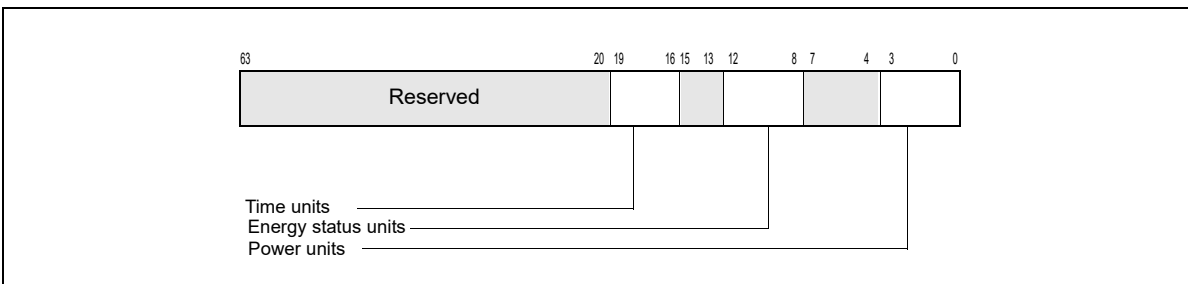 63 20 19 16 15 13 12 8 7 4 3 0
Reserved
Time units
Energy status units
Power units